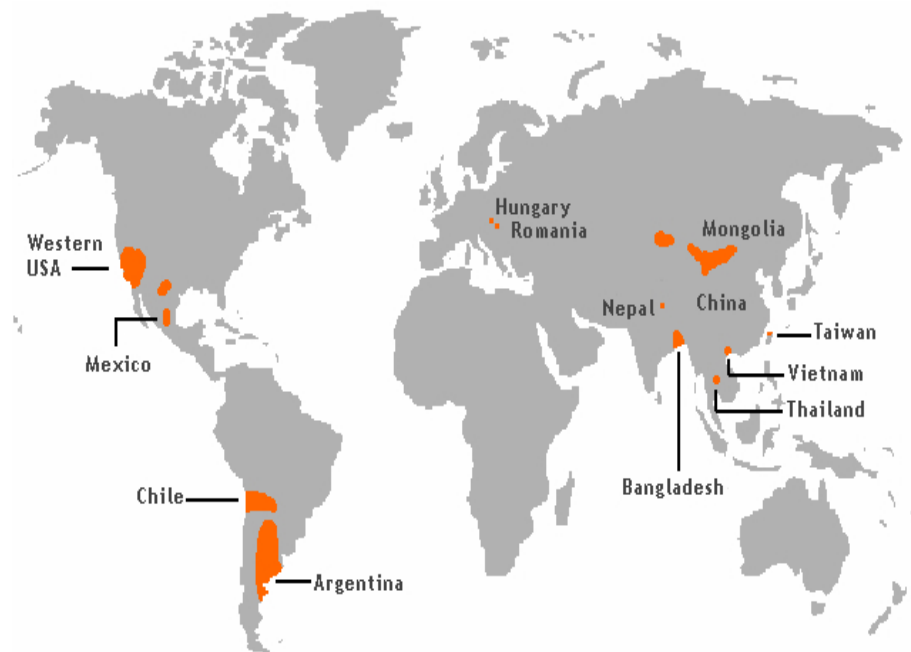 Hungary
Romania
Mongolia
Western
USA
China
Nepal
Taiwan
Mexico
Vietnam
Thailand
Bangladesh
Chile
Argentina